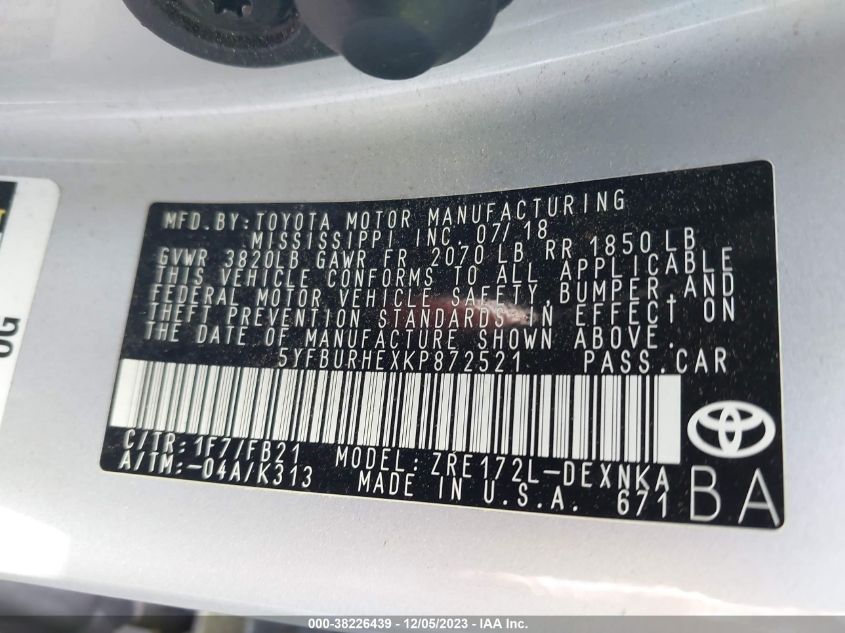 MFD. BY: TOYOTA MOTOR MANUFACTURING
MISSISSIPPI INC. 07/18
GVWR 3820LB GAWR FR 2070 LB RR 1850 LB
THIS VEHICLE CONFORMS TO ALL APPLICABLE
FEDERAL MOTOR VEHICLE SAFETY, BUMPER, AND
THEFT PREVENTION STANDARDS IN EFFECT ON
THE DATE OF MANUFACTURE SHOWN ABOVE.
5YFBURHEXKP872521 PASS.CAR
C/TR: 1F7/FB21 MODEL: ZRE172L-DEXNKA
A/TM: -04A/K313 MADE IN U.S.A. 671
BA
OG
000-38226439 - 12/05/2023 - IAA Inc.